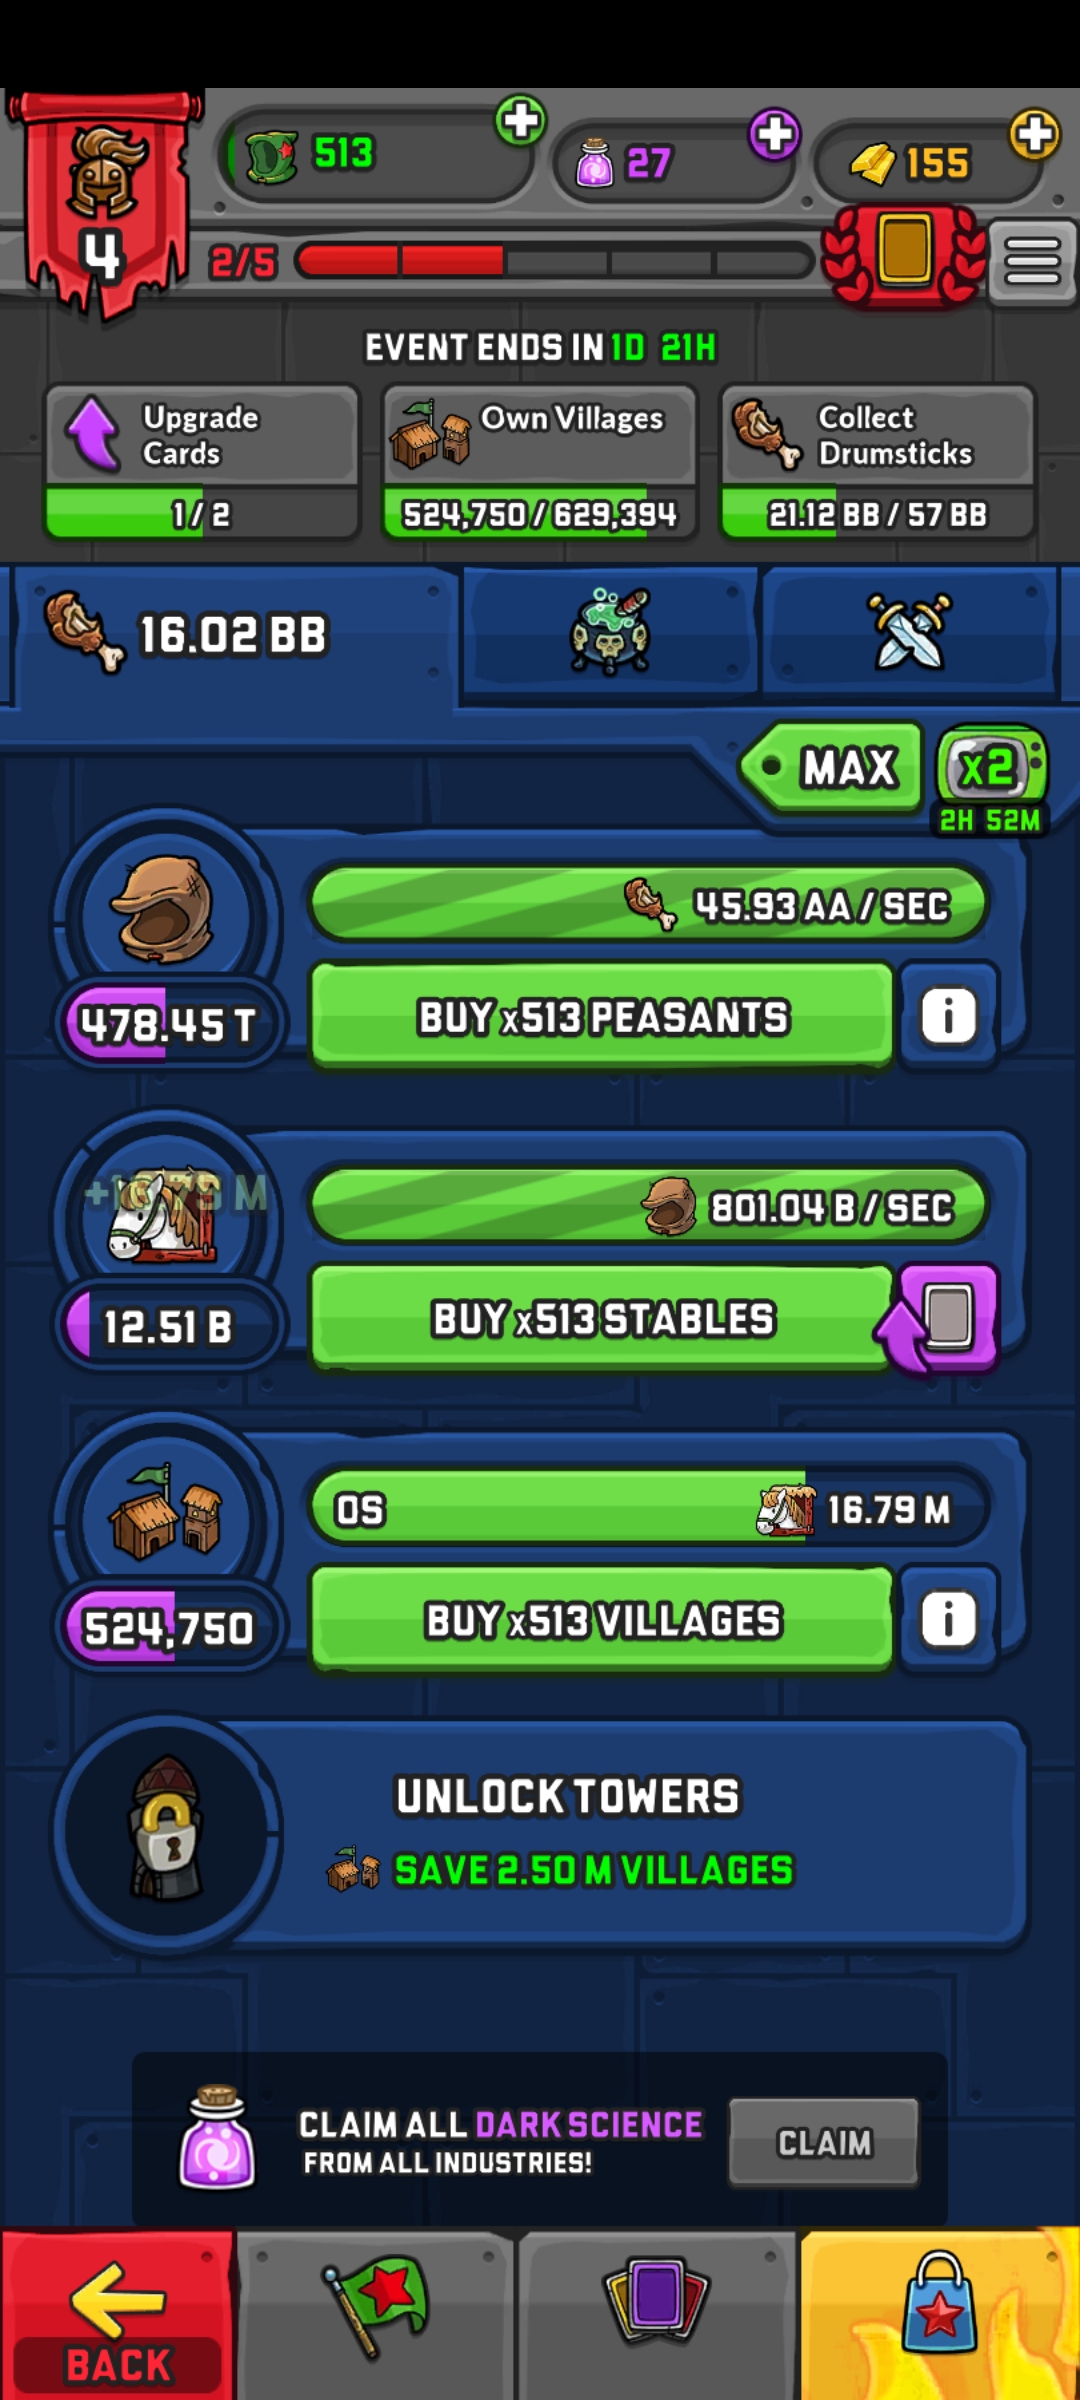 513
27
155
4
2/5
EVENT ENDS IN 1D 21H
Upgrade
Cards
1/2
Own Villages
524,750/629,394
Collect
Drumsticks
21.12 BB/57 BB
16.02 BB
MAX
x2
2H 52M
45.93 AA/SEC
478.45 T
BUY x513 PEASANTS
i
+16.79 M
801.04 B/SEC
12.51 B
BUY x513 STABLES
0S
16.79 M
524,750
BUY x513 VILLAGES
i
UNLOCK TOWERS
SAVE 2.50 M VILLAGES
CLAIM ALL DARK SCIENCE
FROM ALL INDUSTRIES!
CLAIM
BACK